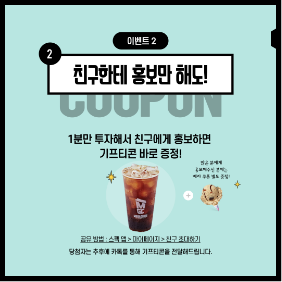 이벤트 2
2
친구한테 홍보만 해도!
COUPON
1분만 투자해서 친구에게 홍보하면
기프티콘 바로 증정!
공유 방법 : 스펙 앱 > 마이페이지 > 친구 초대하기
당첨자는 추후에 카톡을 통해 기프티콘을 전달해드립니다.